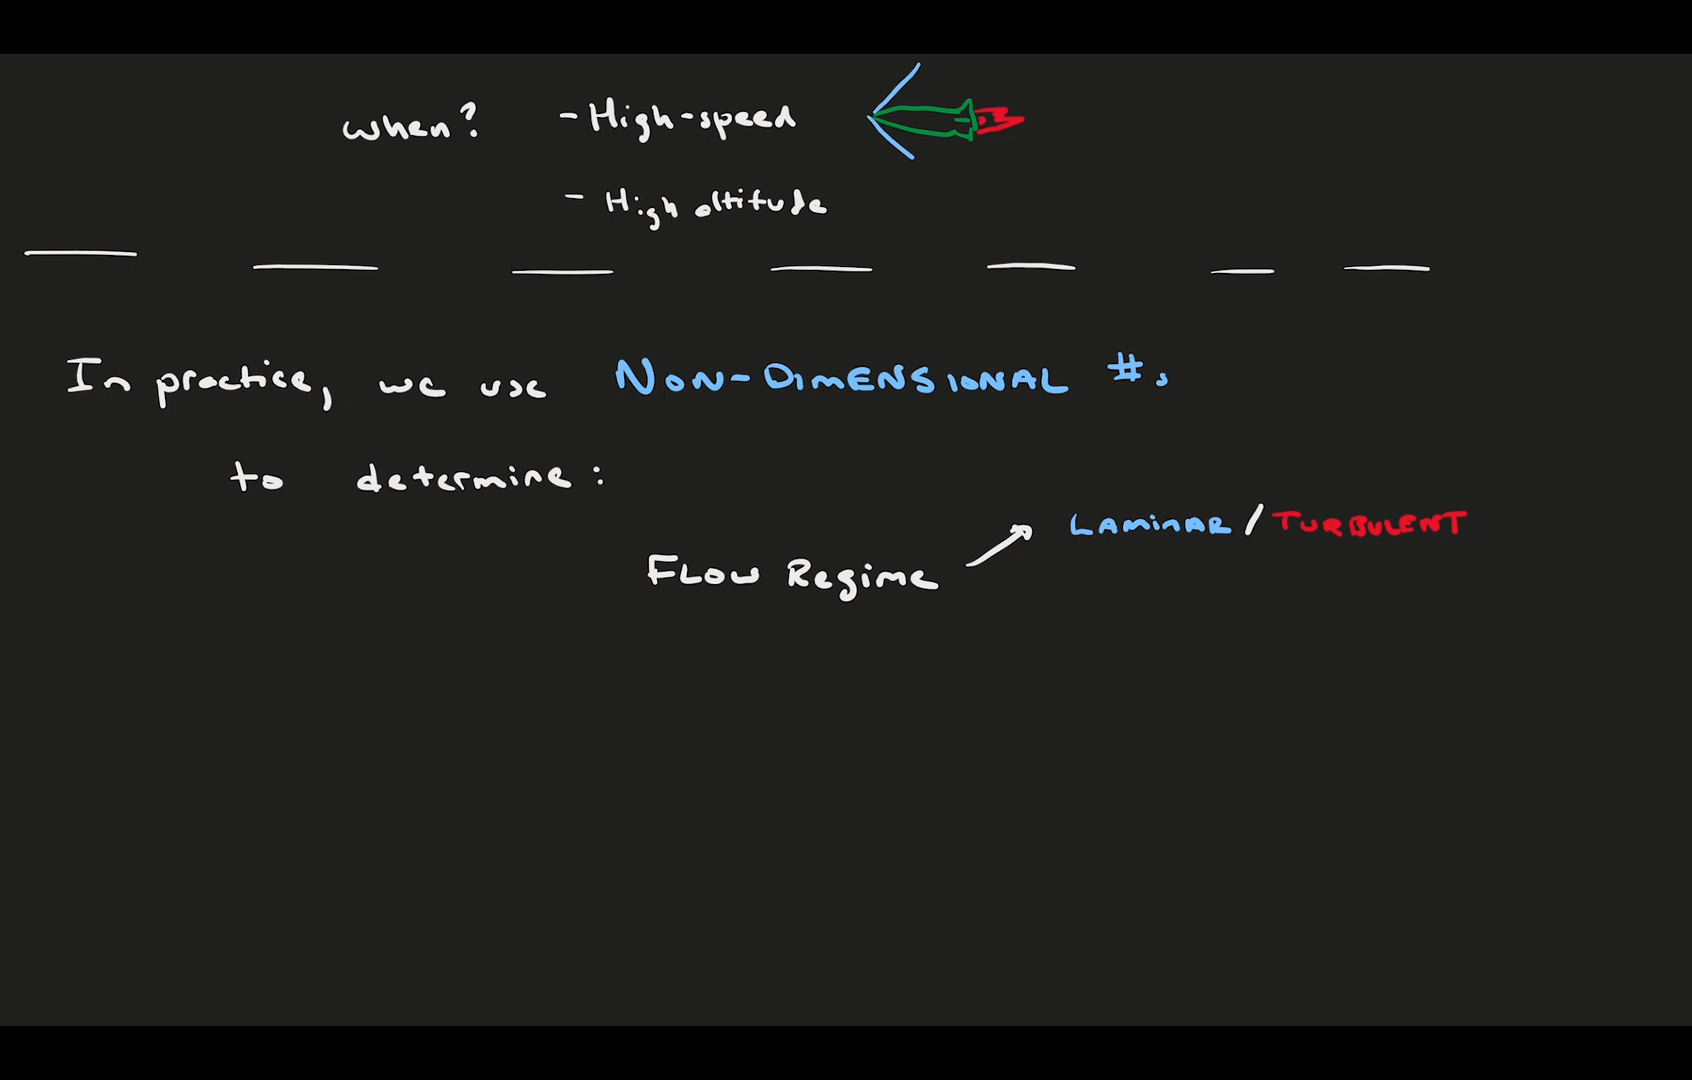 when? - High-speed
- High altitude
In practice, we use NON-DIMENSIONAL #s
to determine:
LAMINAR / TURBULENT
FLOW Regime